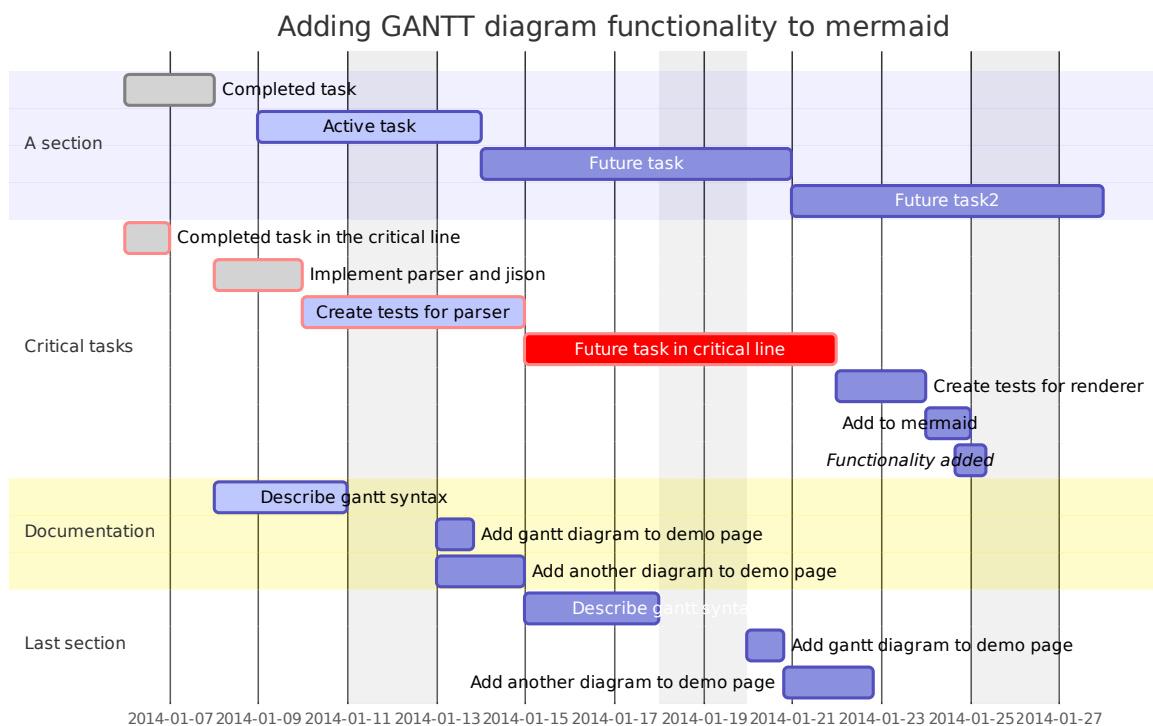 Adding GANTT diagram functionality to mermaid
Completed task
Active task
A section
Future task
Future task2
Completed task in the critical line
Implement parser and jison
Create tests for parser
Critical tasks
Future task in critical line
Create tests for renderer
Add to mermaid
Functionality added
Describe gantt syntax
Documentation
Add gantt diagram to demo page
Add another diagram to demo page
Describe gantt synta
Last section
Add gantt diagram to demo page
Add another diagram to demo page
2014-01-07 2014-01-09 2014-01-11 2014-01-13 2014-01-15 2014-01-17 2014-01-19 2014-01-21 2014-01-23 2014-01-25 2014-01-27